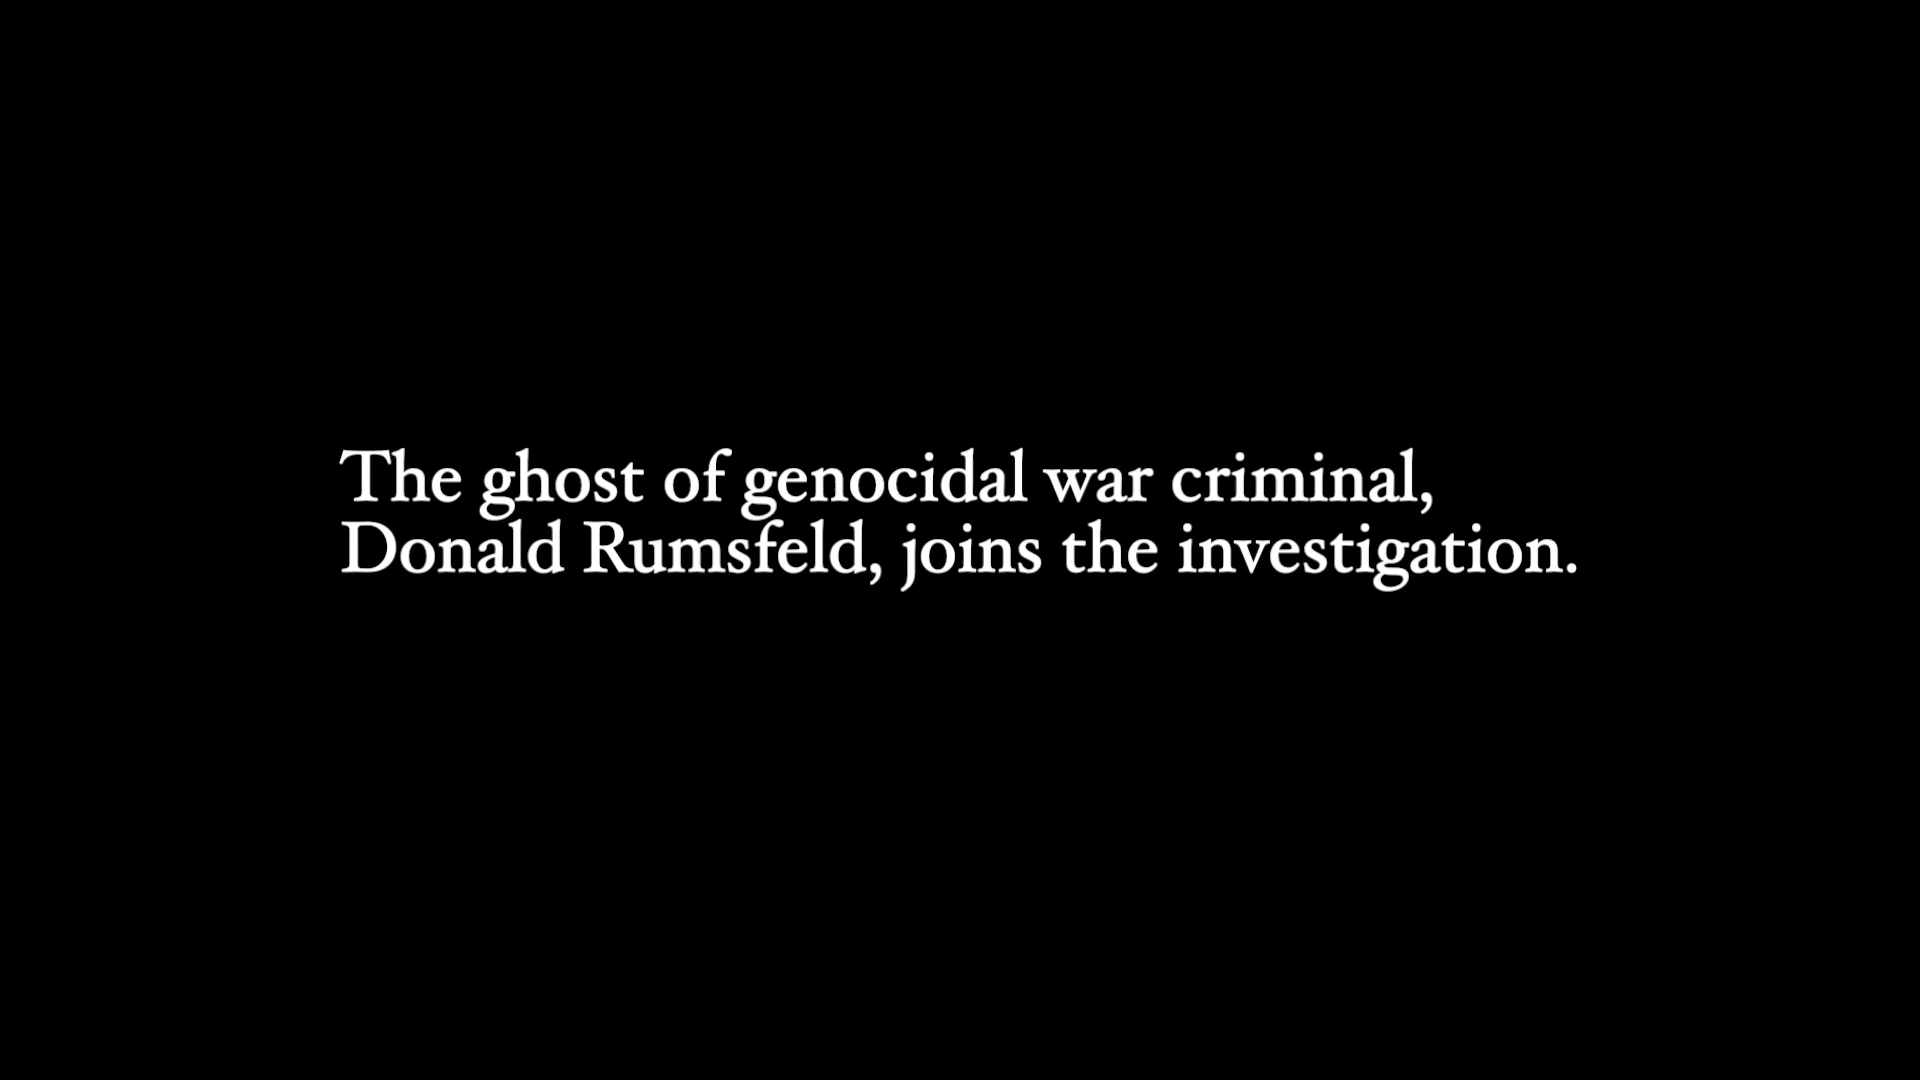 The ghost of genocidal war criminal,
Donald Rumsfeld, joins the investigation.